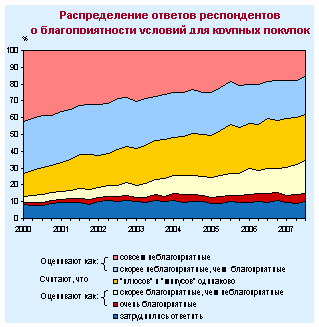 Распределение ответов респондентов
о благоприятности условий для крупных покупок
%
100
90
80
70
60
50
40
30
20
10
0
2000 2001 2002 2003 2004 2005 2006 2007
Оценивают как: совсем неблагоприятные
скорее неблагоприятные, чем благоприятные
Считают, что "плюсов" и "минусов" одинаково
Оценивают как: скорее благоприятные, чем неблагоприятные
очень благоприятные
затруднились ответить